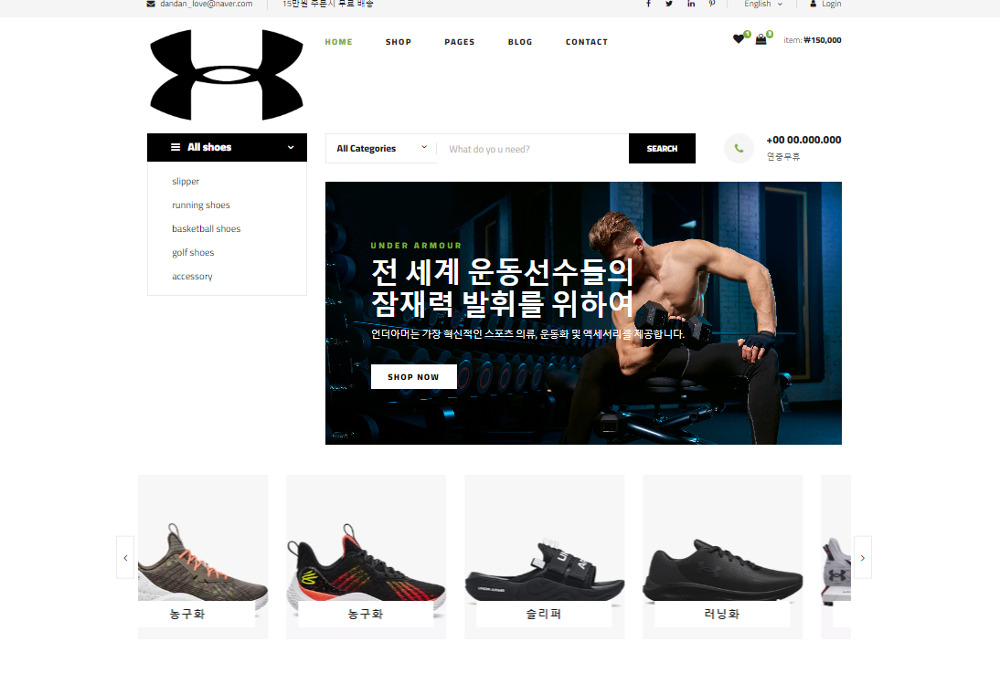 dandan_love@naver.com
15만원 주문시 무료 배송
English
Login
HOME
SHOP
PAGES
BLOG
CONTACT
1
3
item: ₩150,000
All shoes
All Categories
What do yo u need?
SEARCH
+00 00.000.000
연중무휴
slipper
running shoes
basketball shoes
golf shoes
accessory
UNDER ARMOUR
전 세계 운동선수들의
잠재력 발휘를 위하여
언더아머는 가장 혁신적인 스포츠 의류, 운동화 및 액세서리를 제공합니다.
SHOP NOW
농구화
농구화
슬리퍼
러닝화